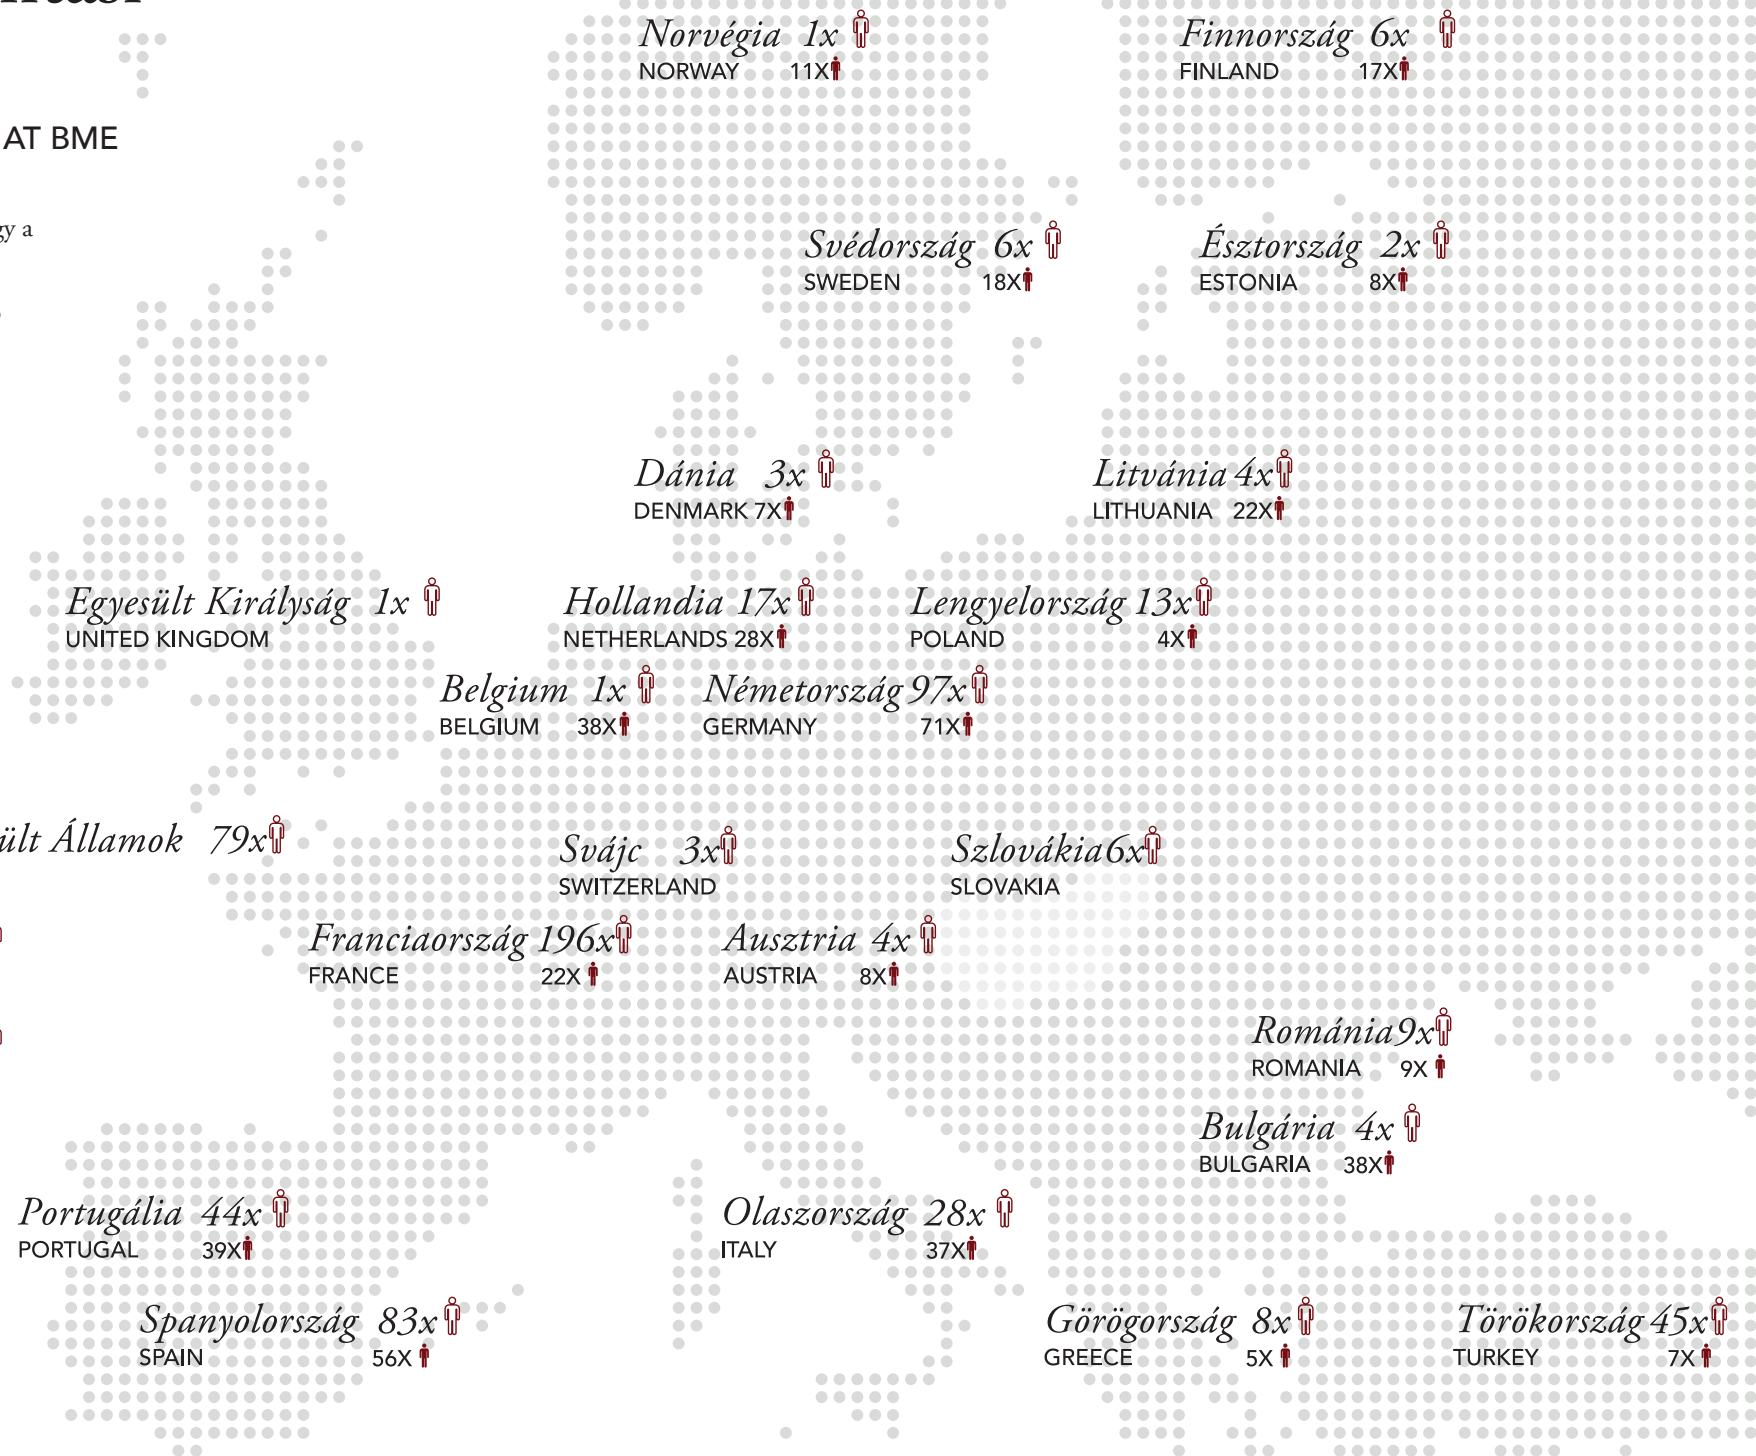 AT BME
Norvégia 1x
NORWAY 11X
Finnország 6x
FINLAND 17X
Svédország 6x
SWEDEN 18X
Észtország 2x
ESTONIA 8X
Dánia 3x
DENMARK 7X
Litvánia 4x
LITHUANIA 22X
Egyesült Királyság 1x
UNITED KINGDOM
Hollandia 17x
NETHERLANDS 28X
Lengyelország 13x
POLAND 4X
Belgium 1x
BELGIUM 38X
Németország 97x
GERMANY 71X
ült Államok 79x
Svájc 3x
SWITZERLAND
Szlovákia 6x
SLOVAKIA
Franciaország 196x
FRANCE 22X
Ausztria 4x
AUSTRIA 8X
Románia 9x
ROMANIA 9X
Bulgária 4x
BULGARIA 38X
Portugália 44x
PORTUGAL 39X
Olaszország 28x
ITALY 37X
Spanyolország 83x
SPAIN 56X
Görögország 8x
GREECE 5X
Törökország 45x
TURKEY 7X